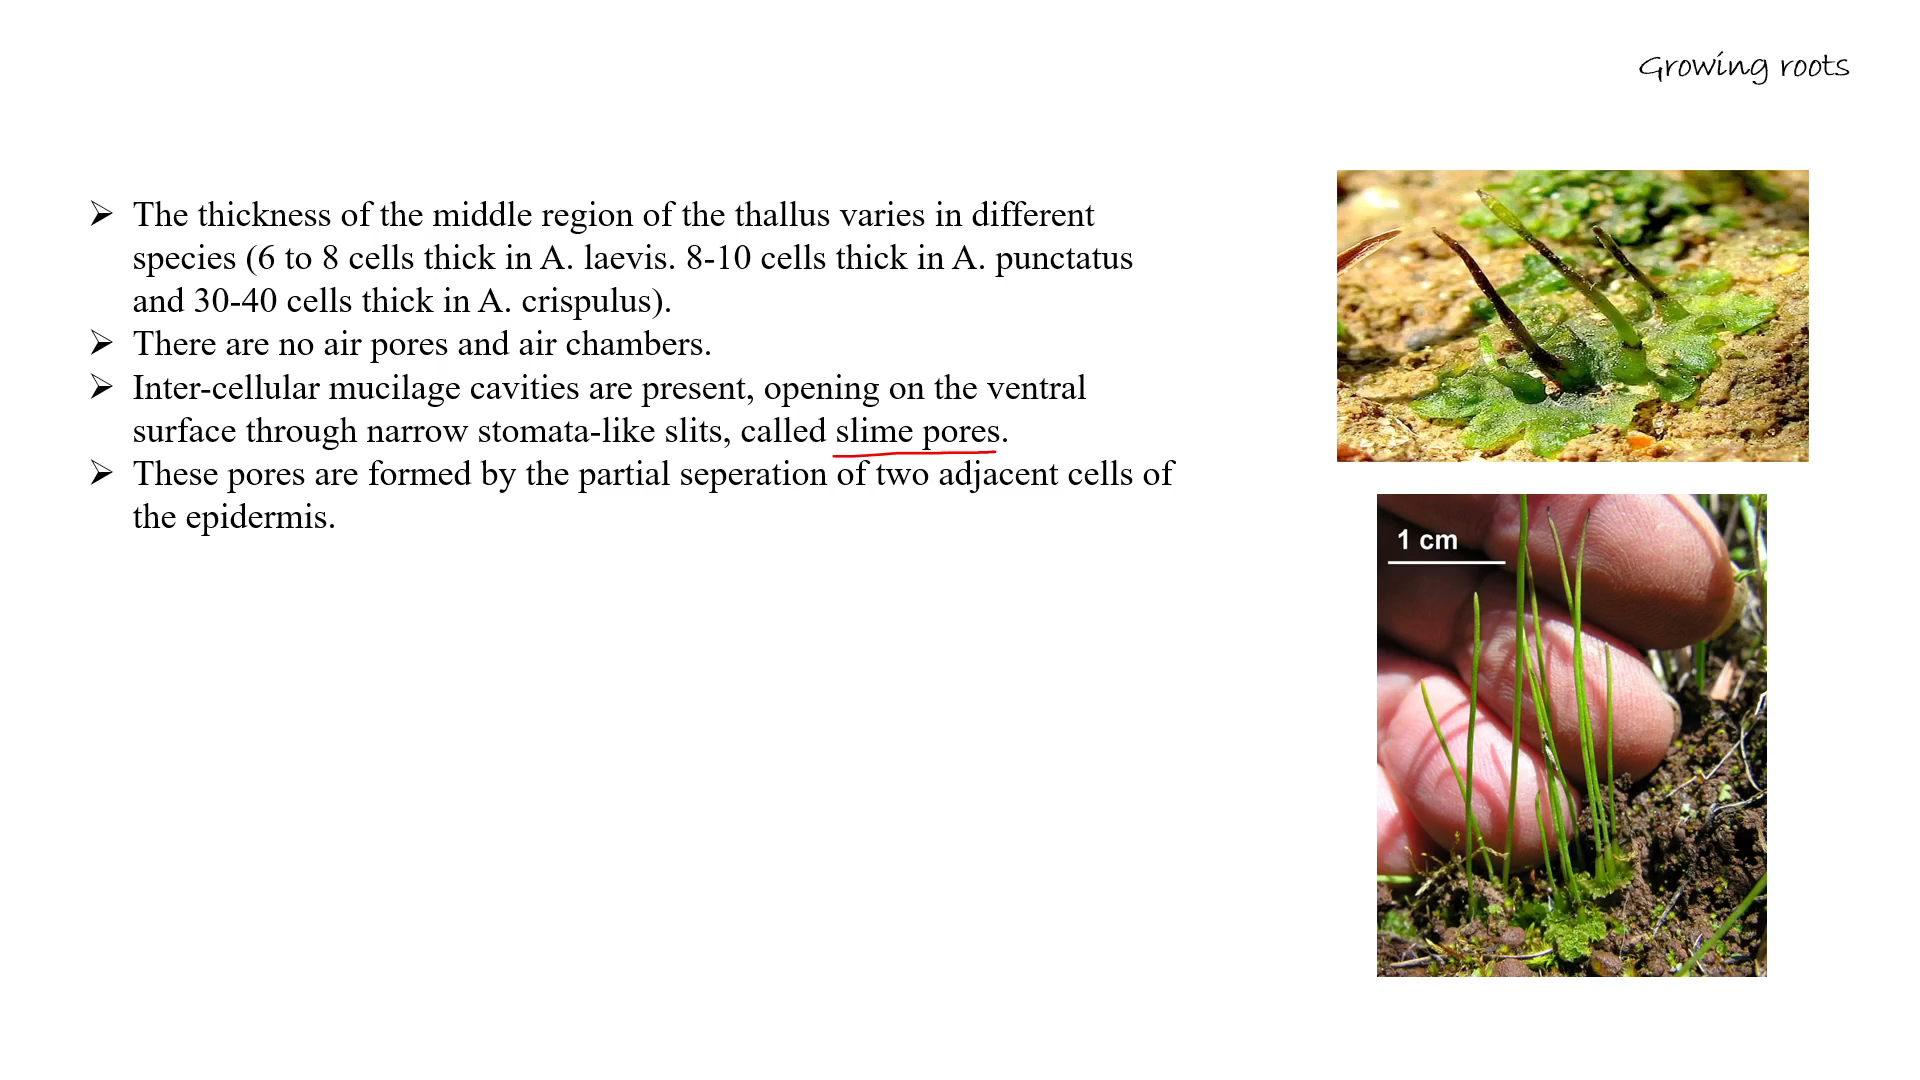 Growing roots
➢ The thickness of the middle region of the thallus varies in different
species (6 to 8 cells thick in A. laevis. 8-10 cells thick in A. punctatus
and 30-40 cells thick in A. crispulus).
➢ There are no air pores and air chambers.
➢ Inter-cellular mucilage cavities are present, opening on the ventral
surface through narrow stomata-like slits, called slime pores.
➢ These pores are formed by the partial seperation of two adjacent cells of
the epidermis.
1 cm